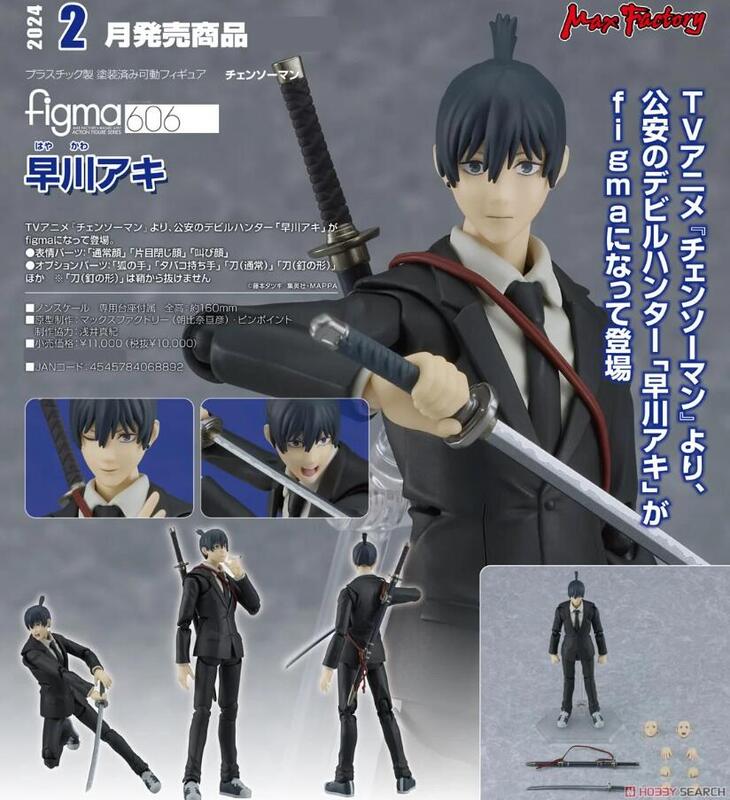 2024 2月発売商品
Max Factory
プラスチック製 塗装済み可動フィギュア チェンソーマン
figma 606
MAX FACTORY×MASAKI APSY
ACTION FIGURE SERIES
はや かわ
早川アキ
TVアニメ『チェンソーマン』より、公安のデビルハンター「早川アキ」が
figmaになって登場。
●表情パーツ:「通常顔」「片目閉じ顔」「叫び顔」
●オプションパーツ:「狐の手」「タバコ持ち手」「刀(通常)」「刀(釘の形)」
ほか ※「刀(釘の形)」は鞘から抜けません
©藤本タツキ/集英社・MAPPA
■ノンスケール 専用台座付属 全高:約160mm
■原型制作:マックスファクトリー(朝比奈亘彦)・ピンポイント
制作協力:浅井真紀
■小売価格:¥11,000(税抜¥10,000)
■JANコード:4545784068892
TVアニメ『チェンソーマン』より、
公安のデビルハンター「早川アキ」が
figmaになって登場
HOBBY SEARCH